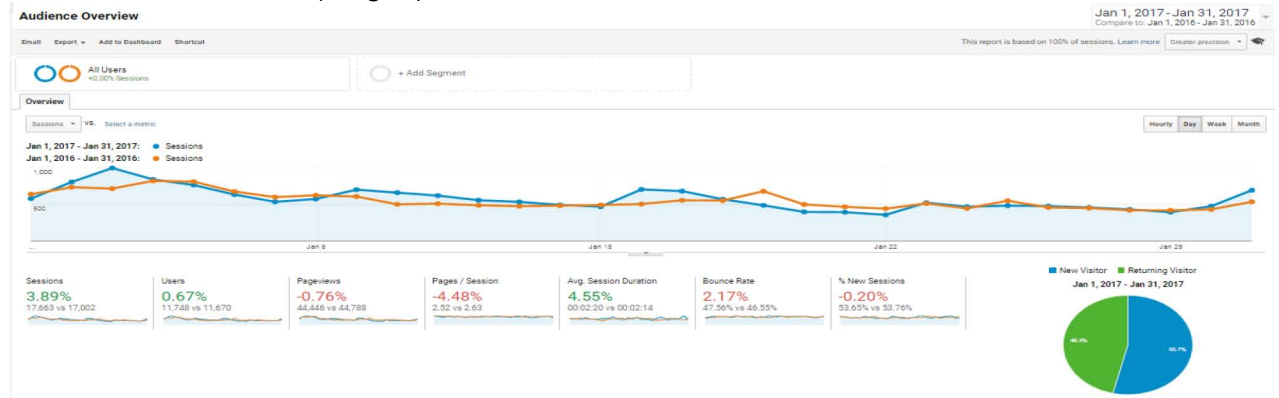 Audience Overview
Jan 1, 2017 - Jan 31, 2017
Compare to: Jan 1, 2016 - Jan 31, 2016
Email Export Add to Dashboard Shortcut
This report is based on 100% of sessions. Learn more Greater precision
All Users
+0.00% Sessions
+ Add Segment
Overview
Sessions VS. Select a metric
Hourly Day Week Month
Jan 1, 2017 - Jan 31, 2017: Sessions
Jan 1, 2016 - Jan 31, 2016: Sessions
1,000
500
... Jan 8 Jan 15 Jan 22 Jan 29
Sessions
3.89%
17,663 vs 17,002
Users
0.67%
11,748 vs 11,670
Pageviews
-0.76%
44,446 vs 44,788
Pages / Session
-4.48%
2.52 vs 2.63
Avg. Session Duration
4.55%
00:02:20 vs 00:02:14
Bounce Rate
2.17%
47.56% vs 46.55%
% New Sessions
-0.20%
53.65% vs 53.76%
New Visitor Returning Visitor
Jan 1, 2017 - Jan 31, 2017
46.3%
53.7%